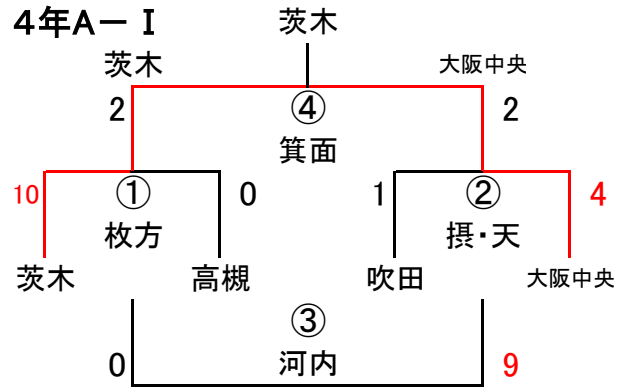 4年A－Ⅰ
茨木
茨木
大阪中央
2
④
2
箕面
10
①
0
1
②
4
枚方
摂・天
茨木
高槻
吹田
大阪中央
③
0
河内
9